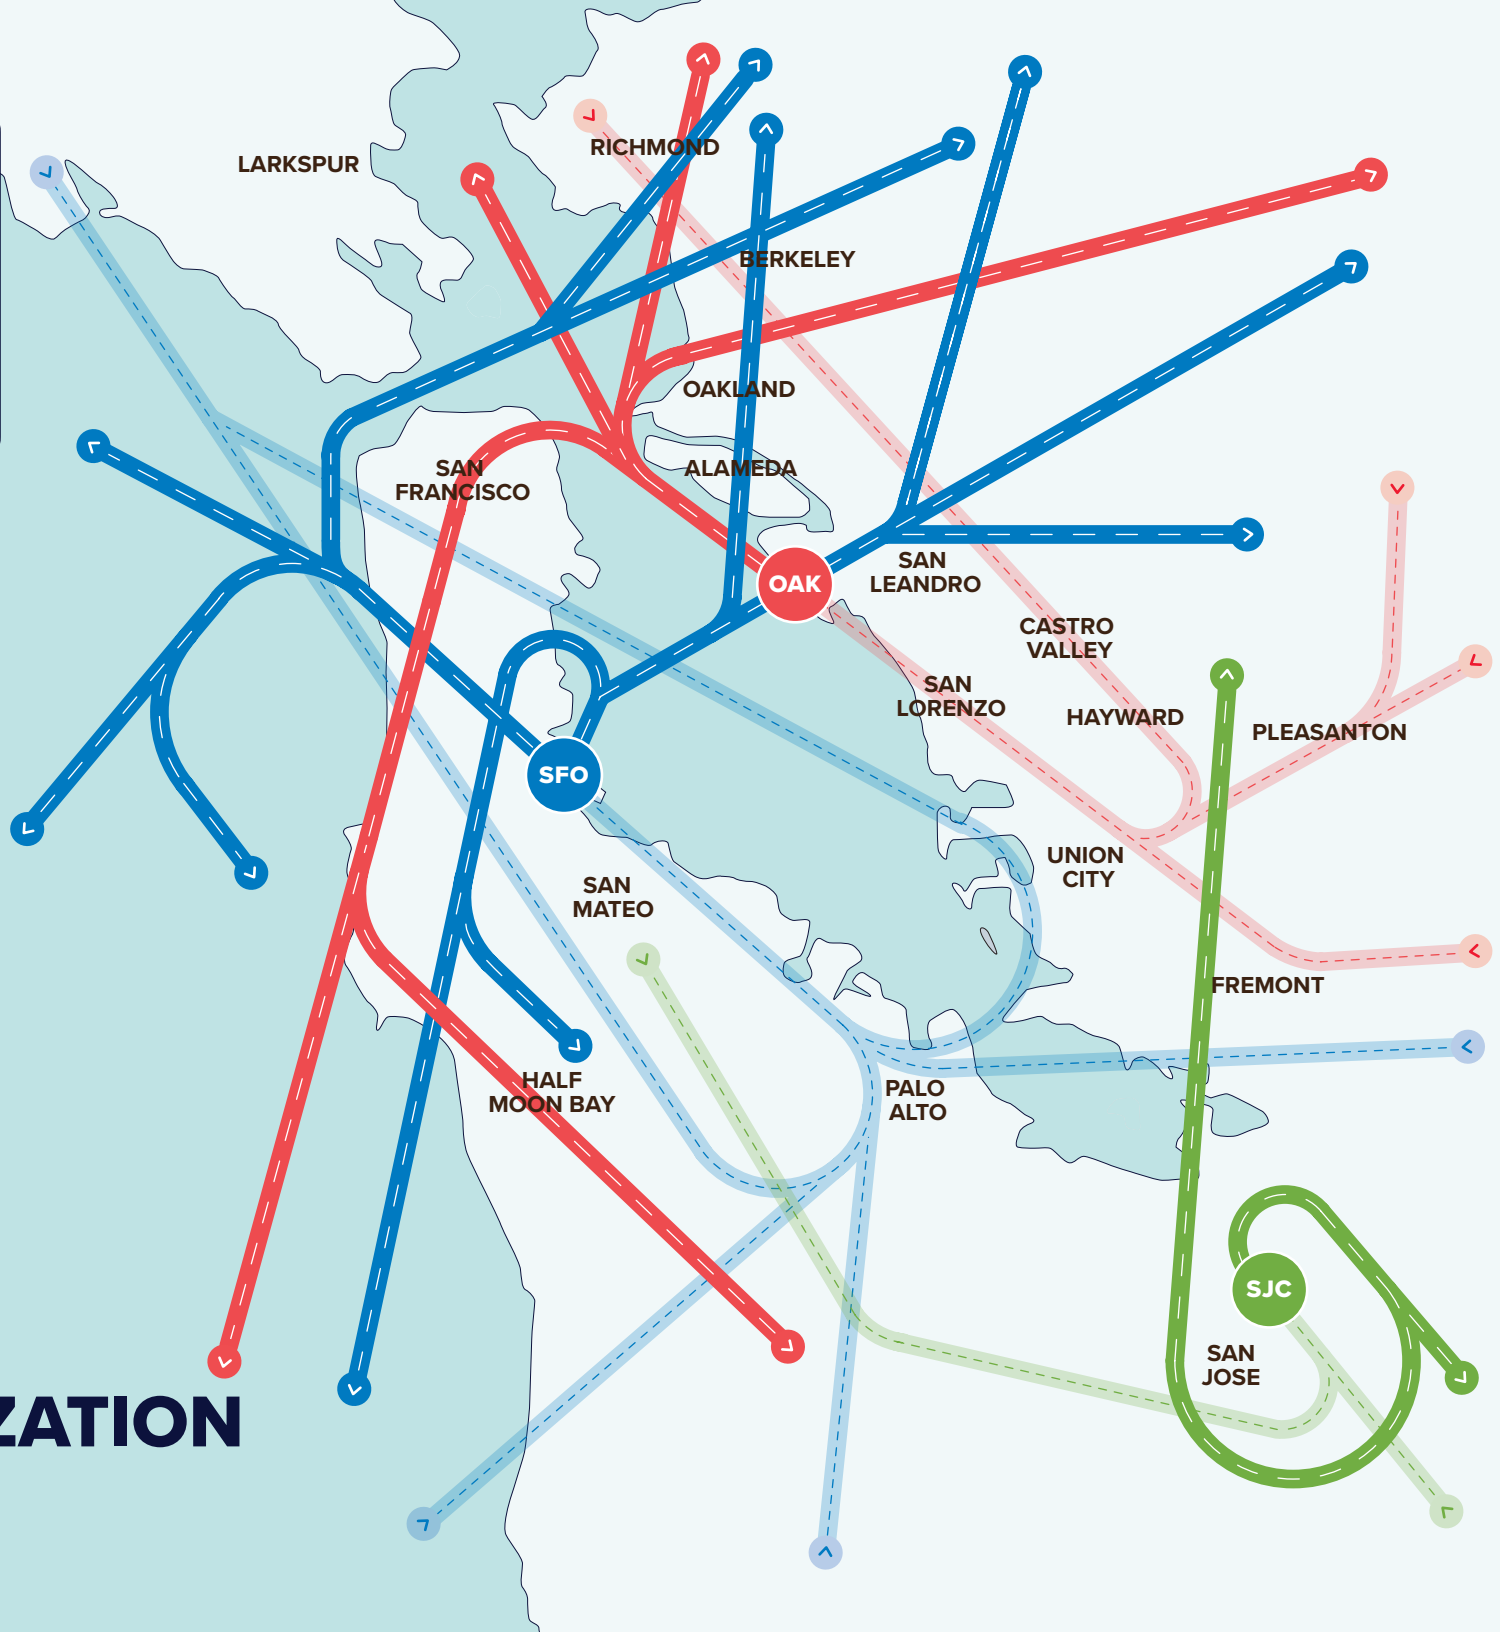 RICHMOND
LARKSPUR
BERKELEY
OAKLAND
SAN
FRANCISCO
ALAMEDA
OAK
SAN
LEANDRO
CASTRO
VALLEY
SAN
LORENZO
HAYWARD
PLEASANTON
SFO
UNION
CITY
SAN
MATEO
FREMONT
HALF
MOON BAY
PALO
ALTO
SJC
SAN
JOSE
ZATION